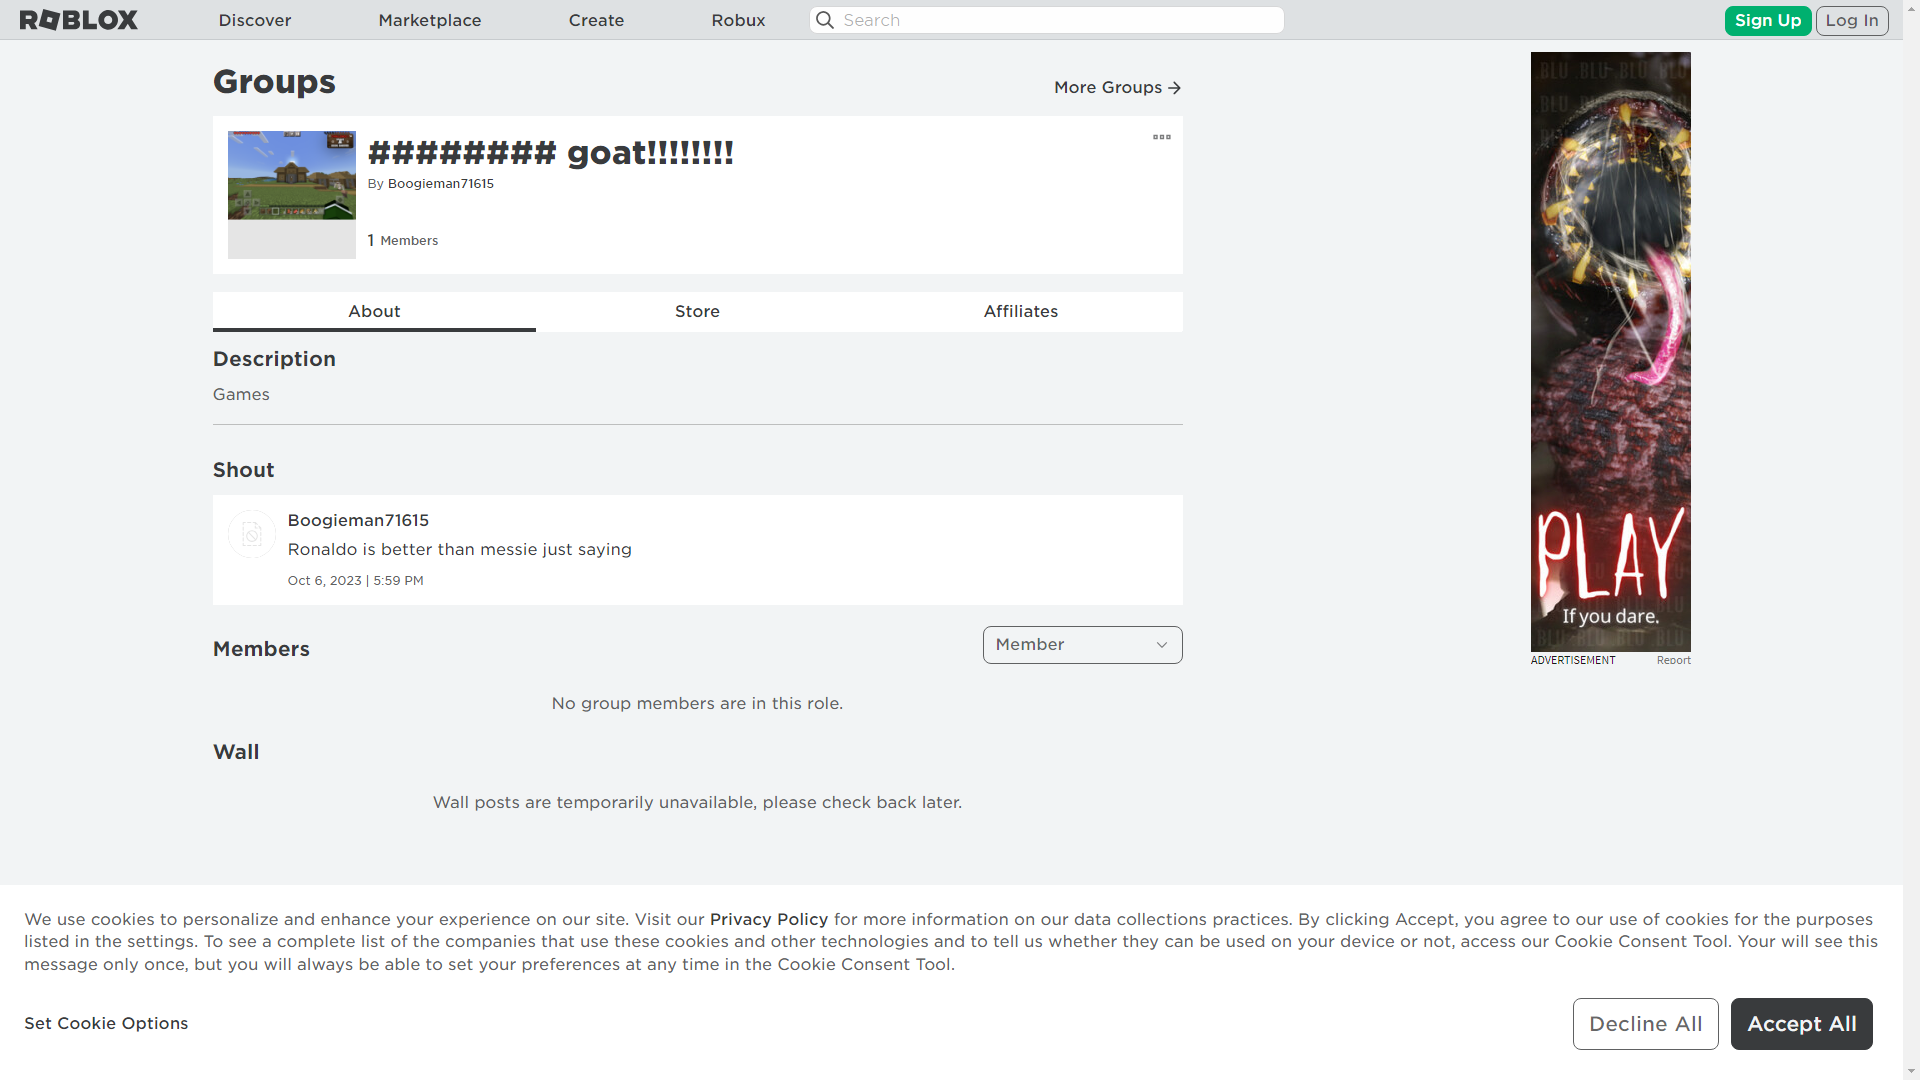 ROBLOX
Discover
Marketplace
Create
Robux
Search
Sign Up
Log In
Groups
More Groups
######## goat!!!!!!!!
By Boogieman71615
1 Members
About
Store
Affiliates
Description
Games
Shout
Boogieman71615
Ronaldo is better than messie just saying
Oct 6, 2023 | 5:59 PM
Members
Member
No group members are in this role.
Wall
Wall posts are temporarily unavailable, please check back later.
PLAY
If you dare.
ADVERTISEMENT
Report
We use cookies to personalize and enhance your experience on our site. Visit our Privacy Policy for more information on our data collections practices. By clicking Accept, you agree to our use of cookies for the purposes
listed in the settings. To see a complete list of the companies that use these cookies and other technologies and to tell us whether they can be used on your device or not, access our Cookie Consent Tool. Your will see this
message only once, but you will always be able to set your preferences at any time in the Cookie Consent Tool.
Set Cookie Options
Decline All
Accept All